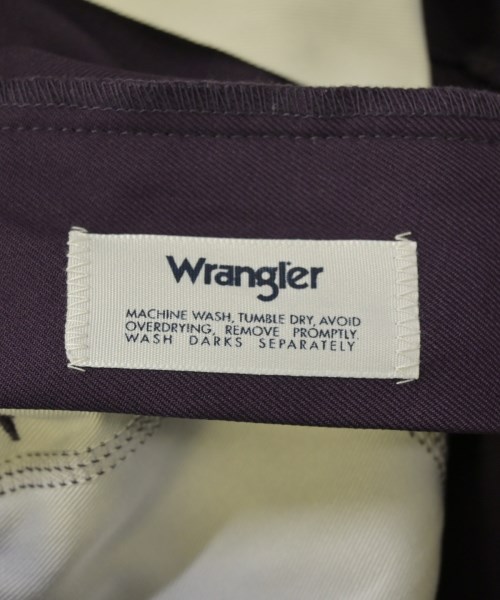 Wrangler
MACHINE WASH, TUMBLE DRY, AVOID
OVERDRYING, REMOVE PROMPTLY.
WASH DARKS SEPARATELY